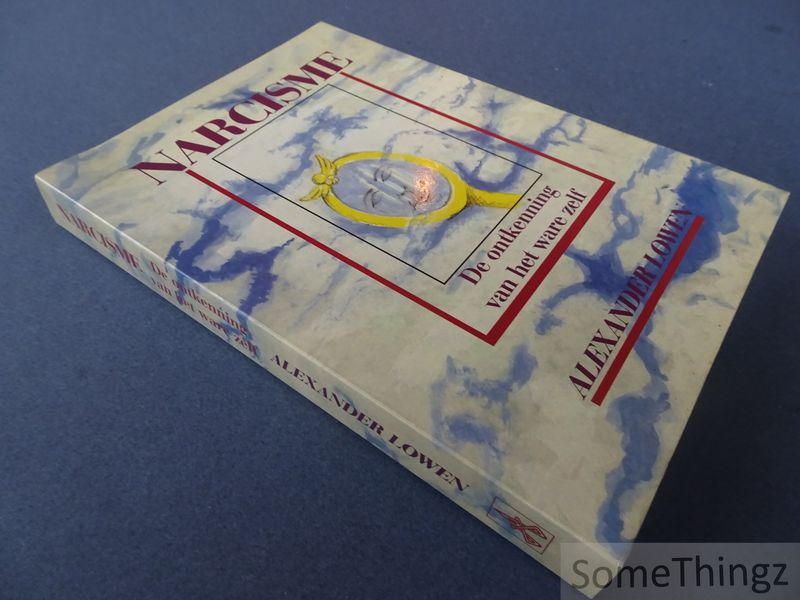 NARCISME
De ontkenning
van het ware zelf
ALEXANDER LOWEN
NARCISME De ontkenning
van het ware zelf
ALEXANDER LOWEN
SomeThingz